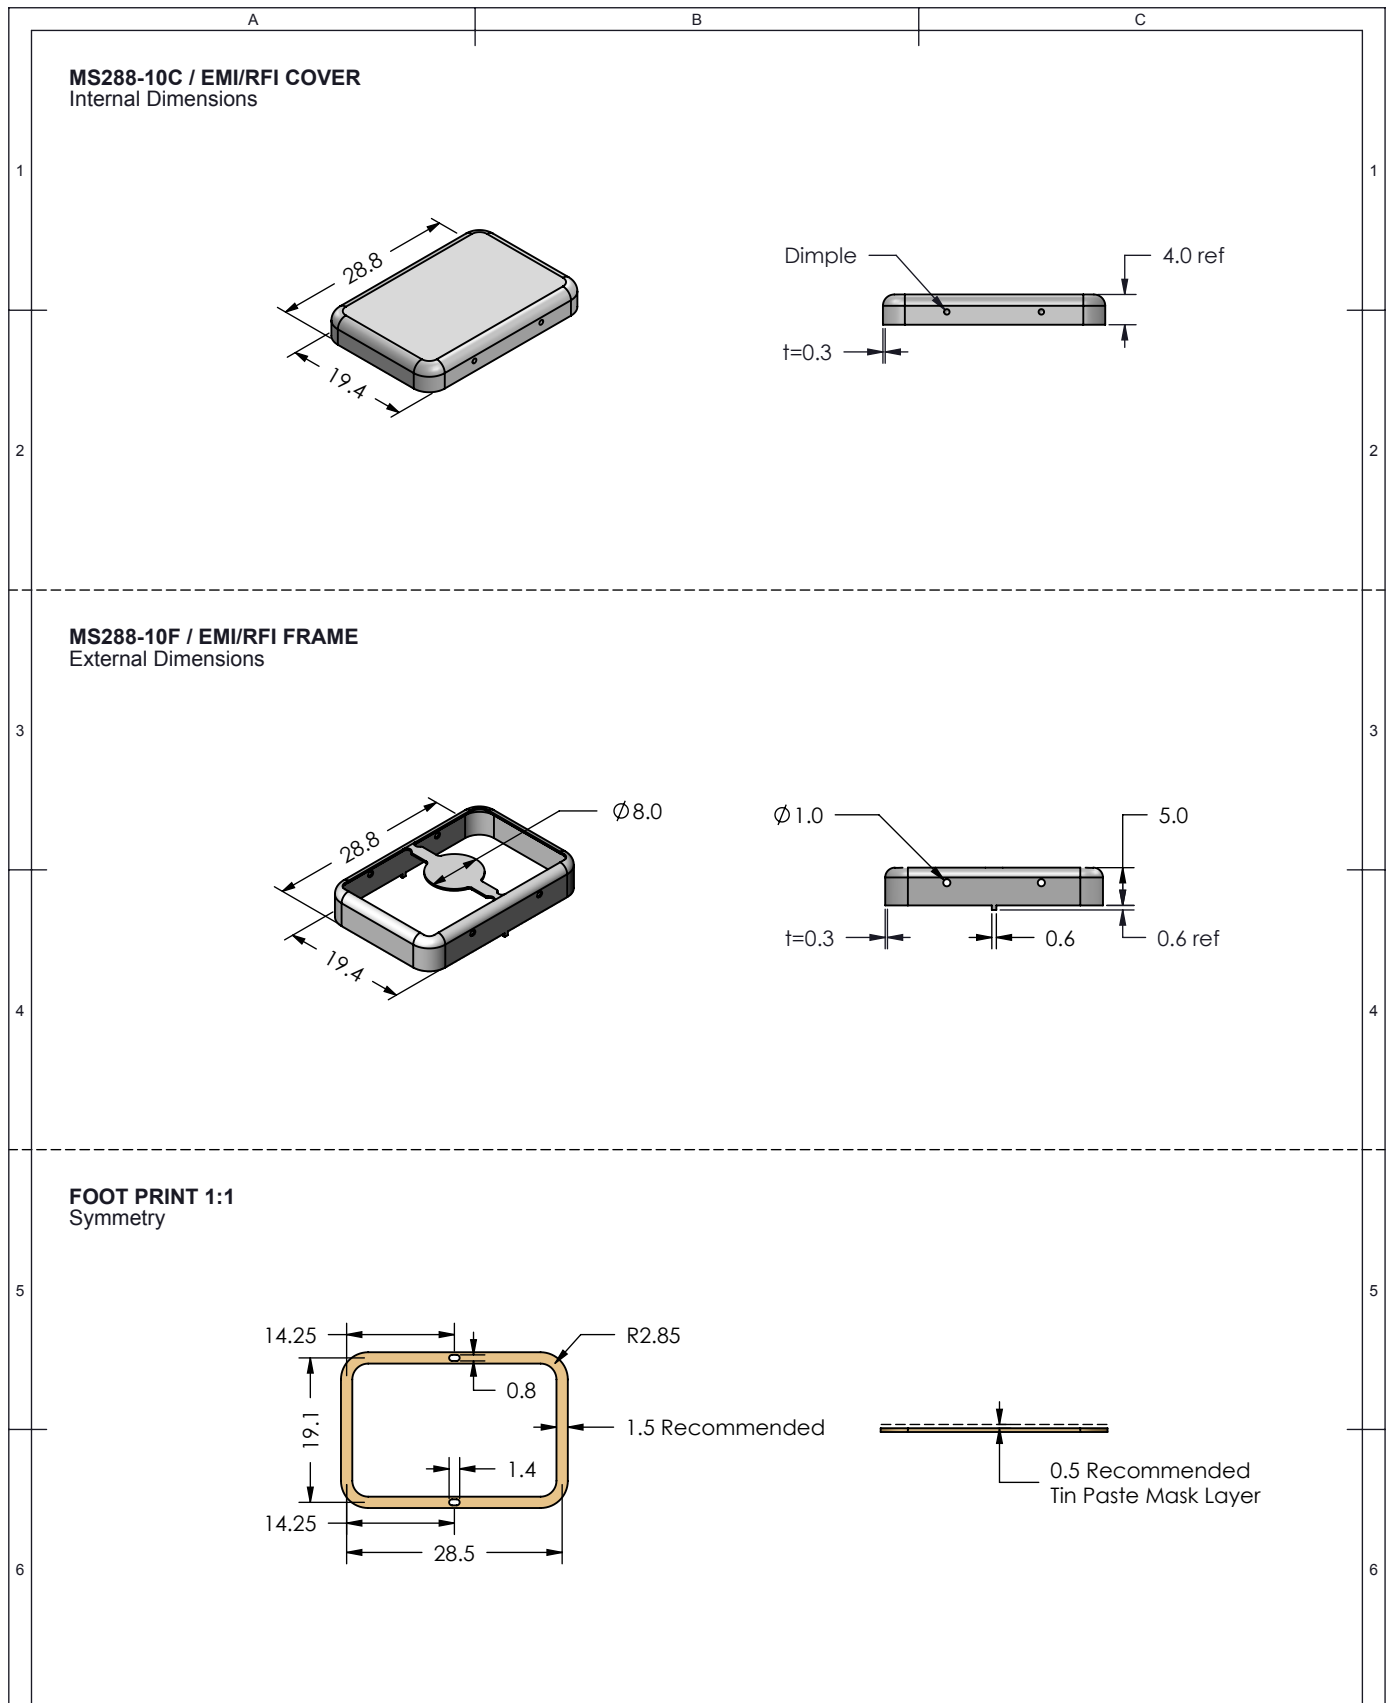 A B C
MS288-10C / EMI/RFI COVER
Internal Dimensions
1 1
28.8
19.4
Dimple
4.0 ref
t=0.3
2 2
MS288-10F / EMI/RFI FRAME
External Dimensions
3 3
28.8
Ø8.0
19.4
Ø1.0
5.0
t=0.3
0.6
0.6 ref
4 4
FOOT PRINT 1:1
Symmetry
5 5
14.25
R2.85
0.8
19.1
1.5 Recommended
1.4
14.25
28.5
0.5 Recommended
Tin Paste Mask Layer
6 6